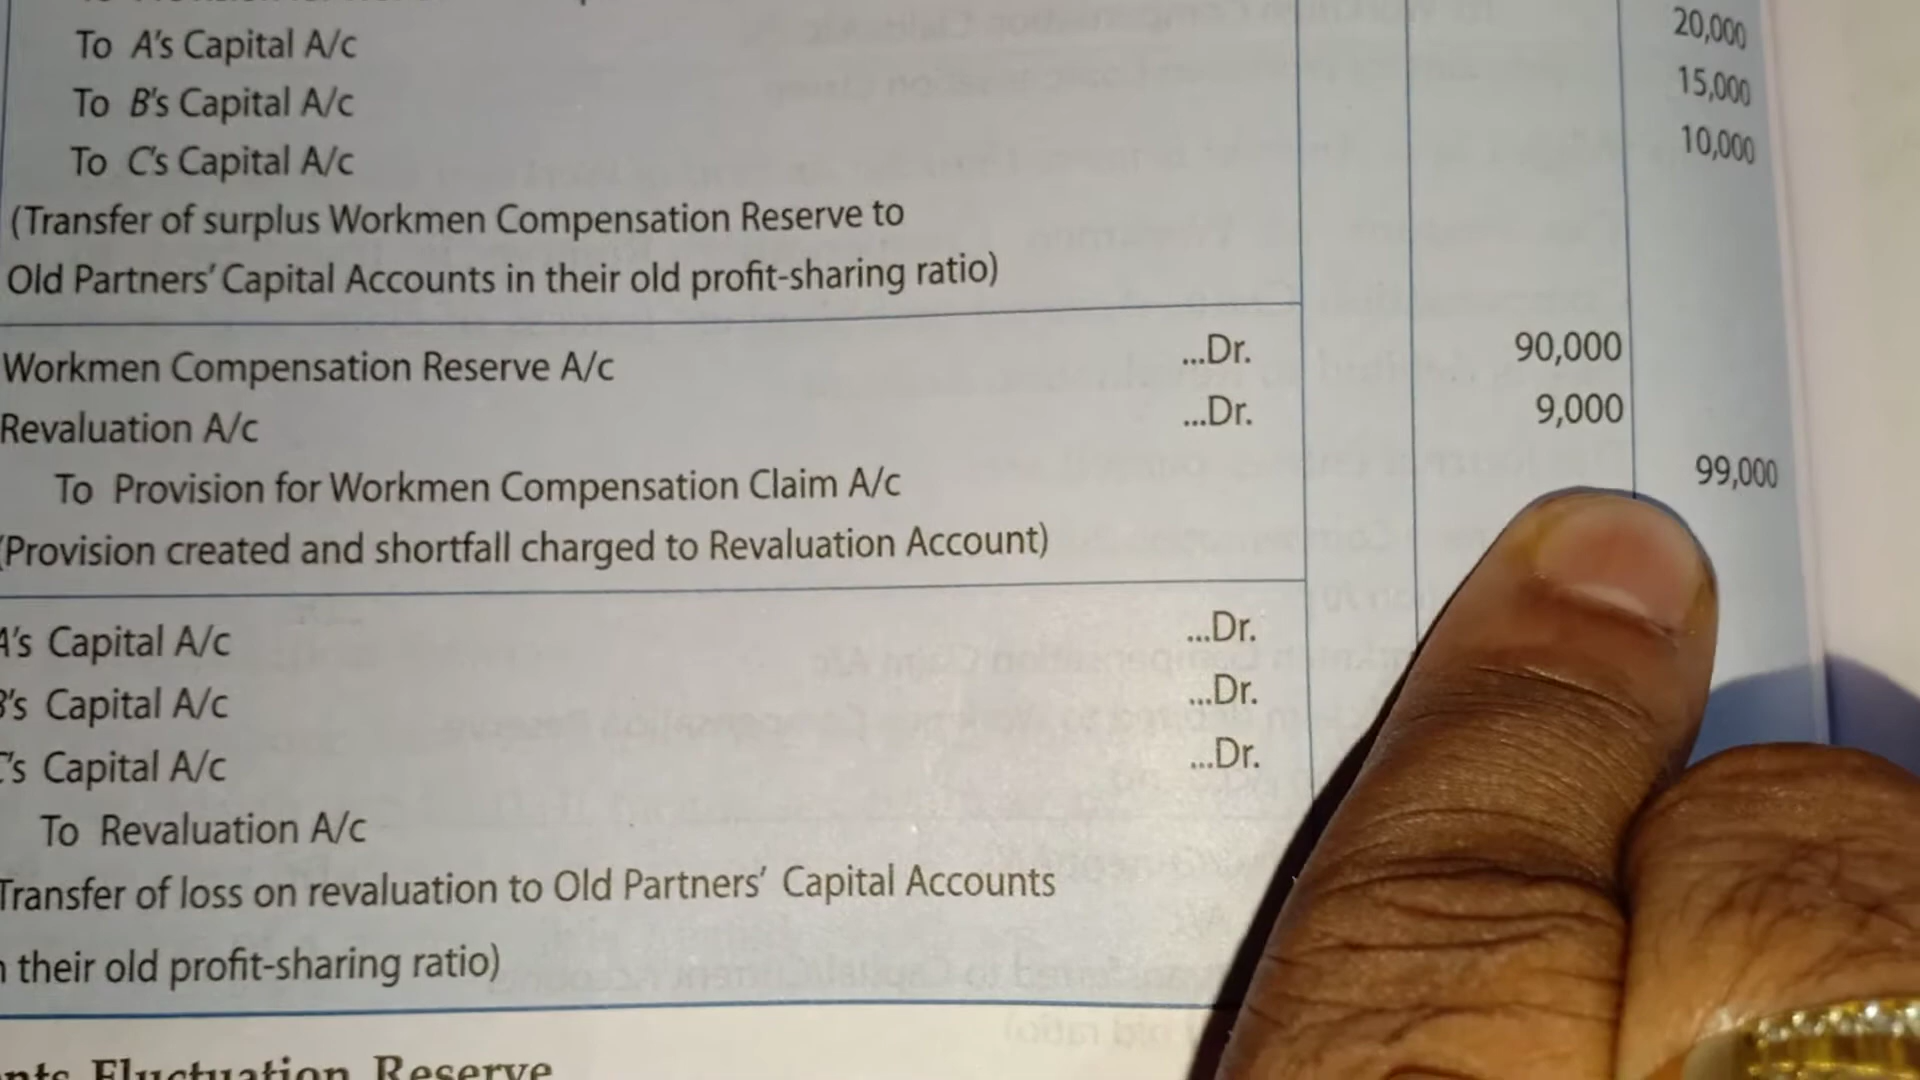 To A's Capital A/c 20,000
To B's Capital A/c 15,000
To C's Capital A/c 10,000
(Transfer of surplus Workmen Compensation Reserve to
Old Partners' Capital Accounts in their old profit-sharing ratio)
Workmen Compensation Reserve A/c ...Dr. 90,000
Revaluation A/c ...Dr. 9,000
To Provision for Workmen Compensation Claim A/c 99,000
(Provision created and shortfall charged to Revaluation Account)
A's Capital A/c ...Dr.
B's Capital A/c ...Dr.
C's Capital A/c ...Dr.
To Revaluation A/c
Transfer of loss on revaluation to Old Partners' Capital Accounts
their old profit-sharing ratio)
Fluctuation Reserve